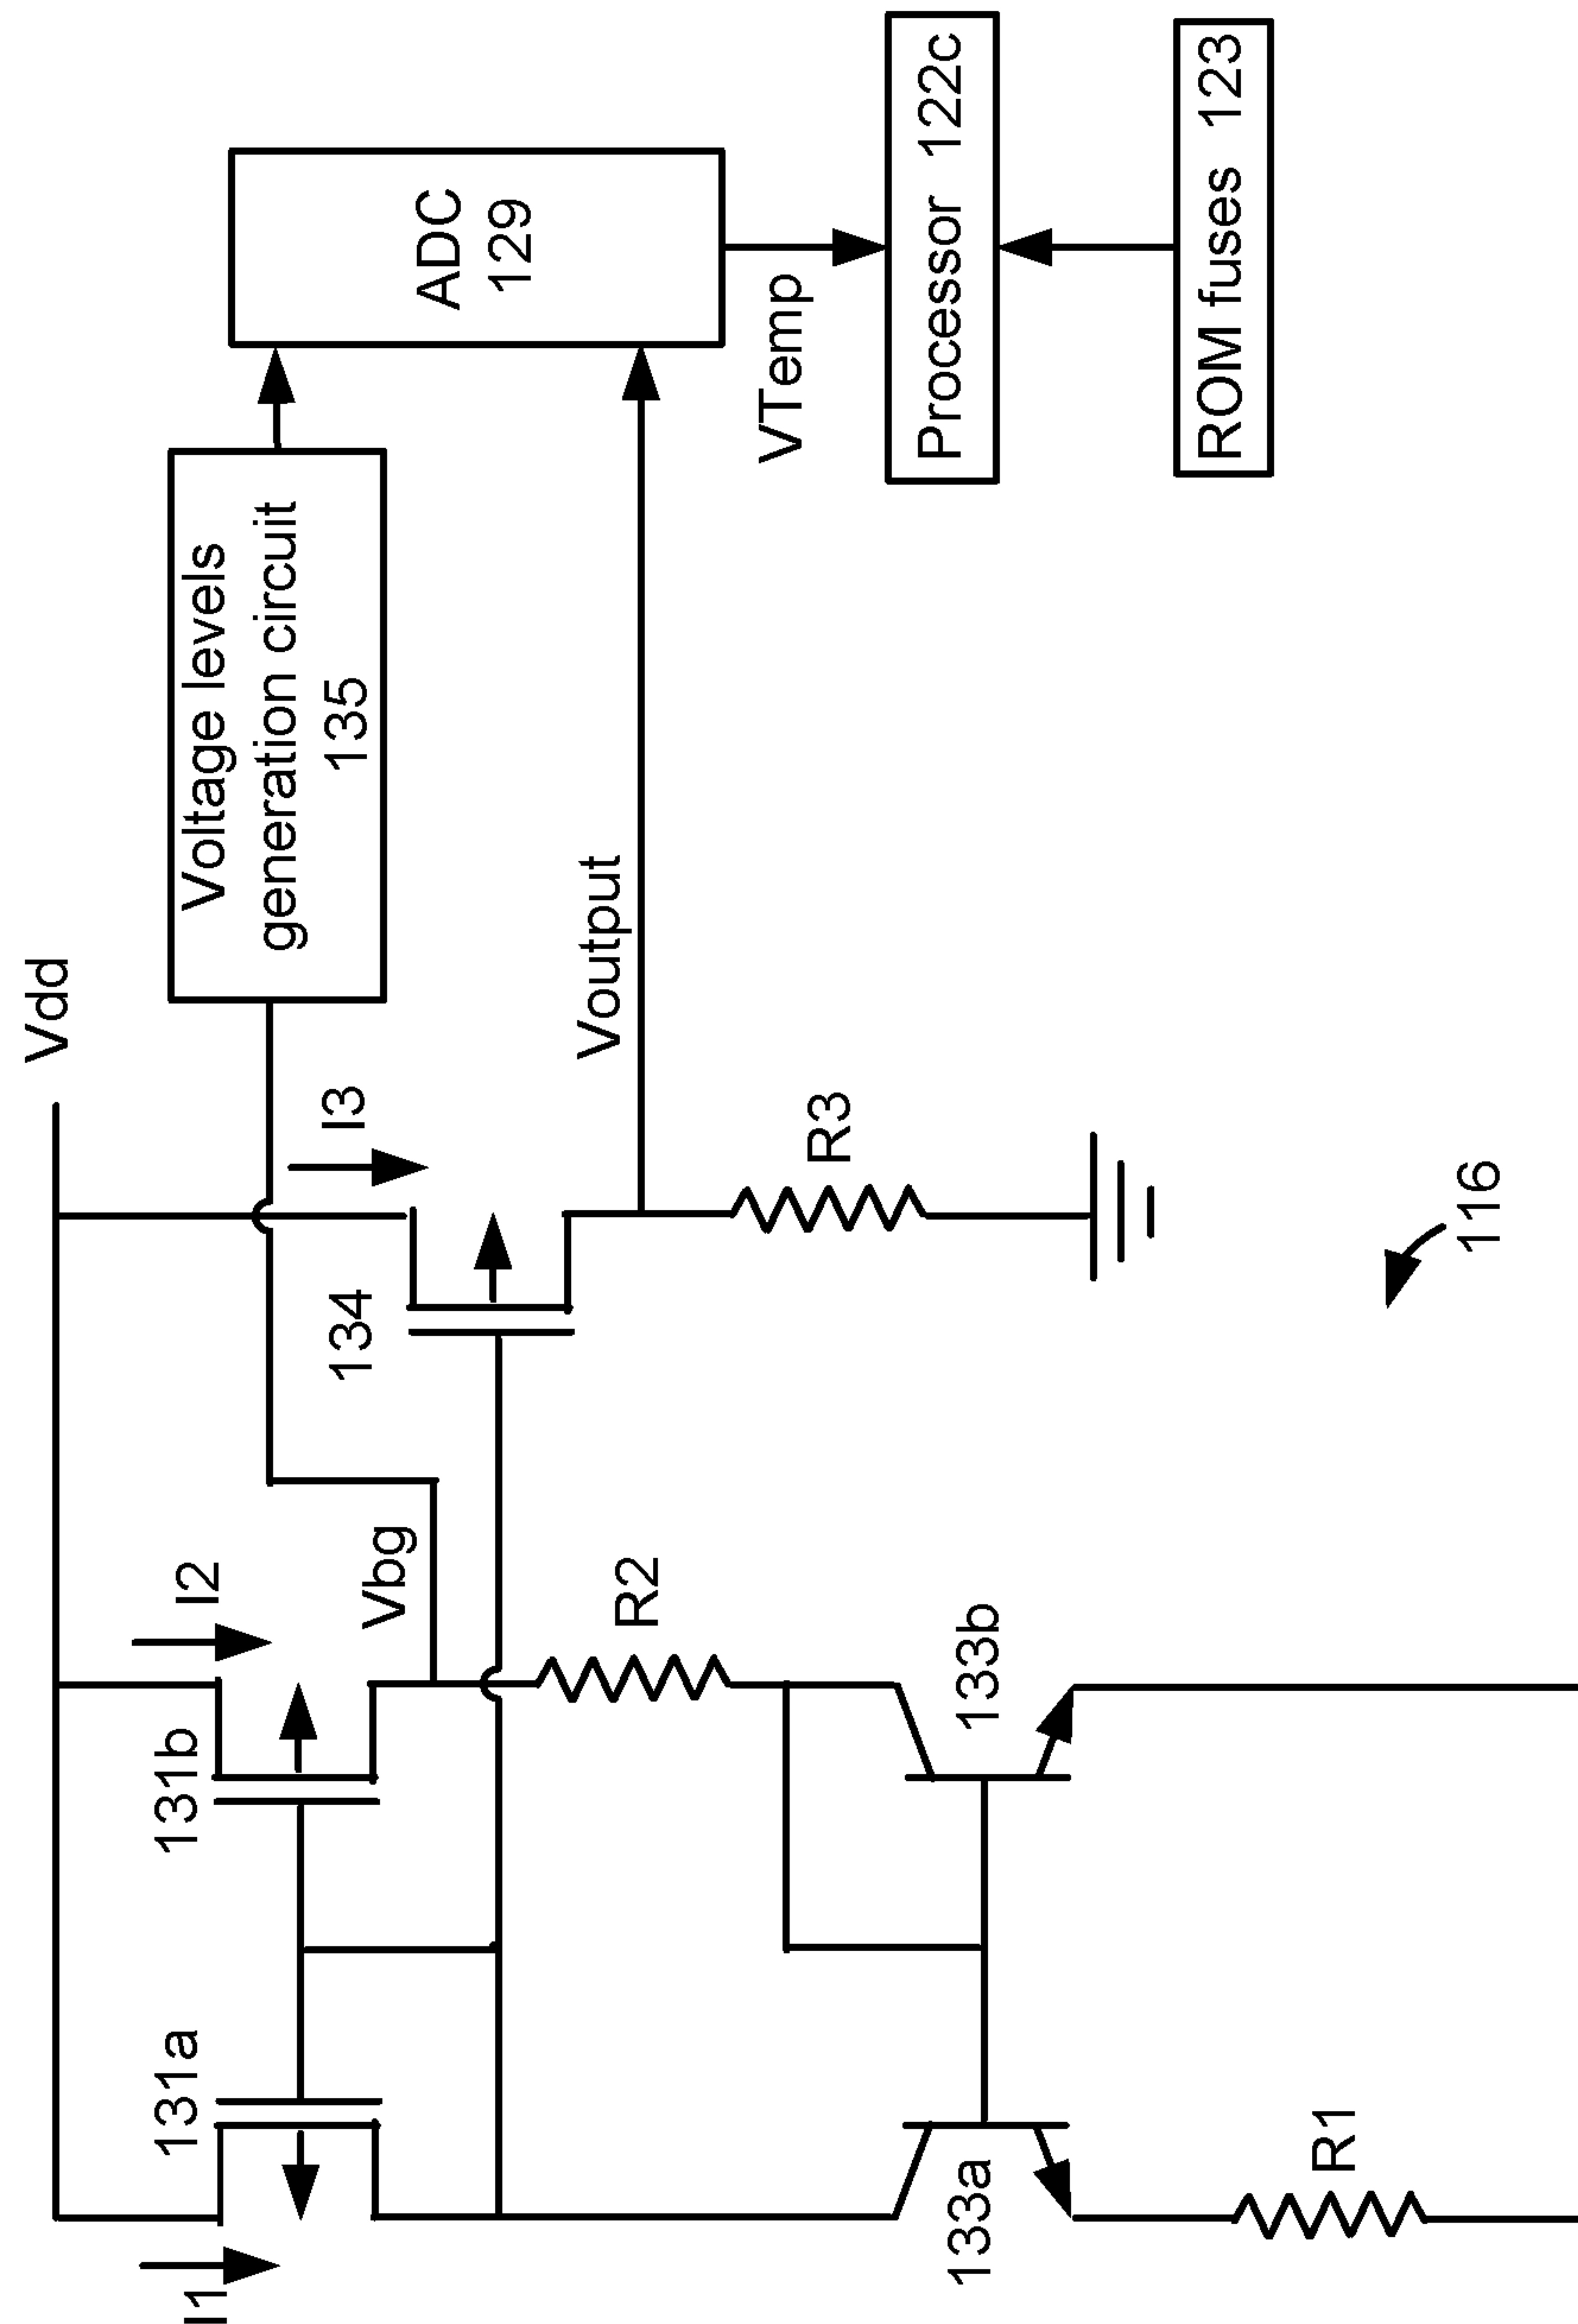 Vdd
I1
131a
131b
I2
I3
Vbg
134
Voltage levels
generation circuit
135
ADC
129
Voutput
VTemp
R2
R3
133a
133b
Processor 122c
ROM fuses 123
R1
116